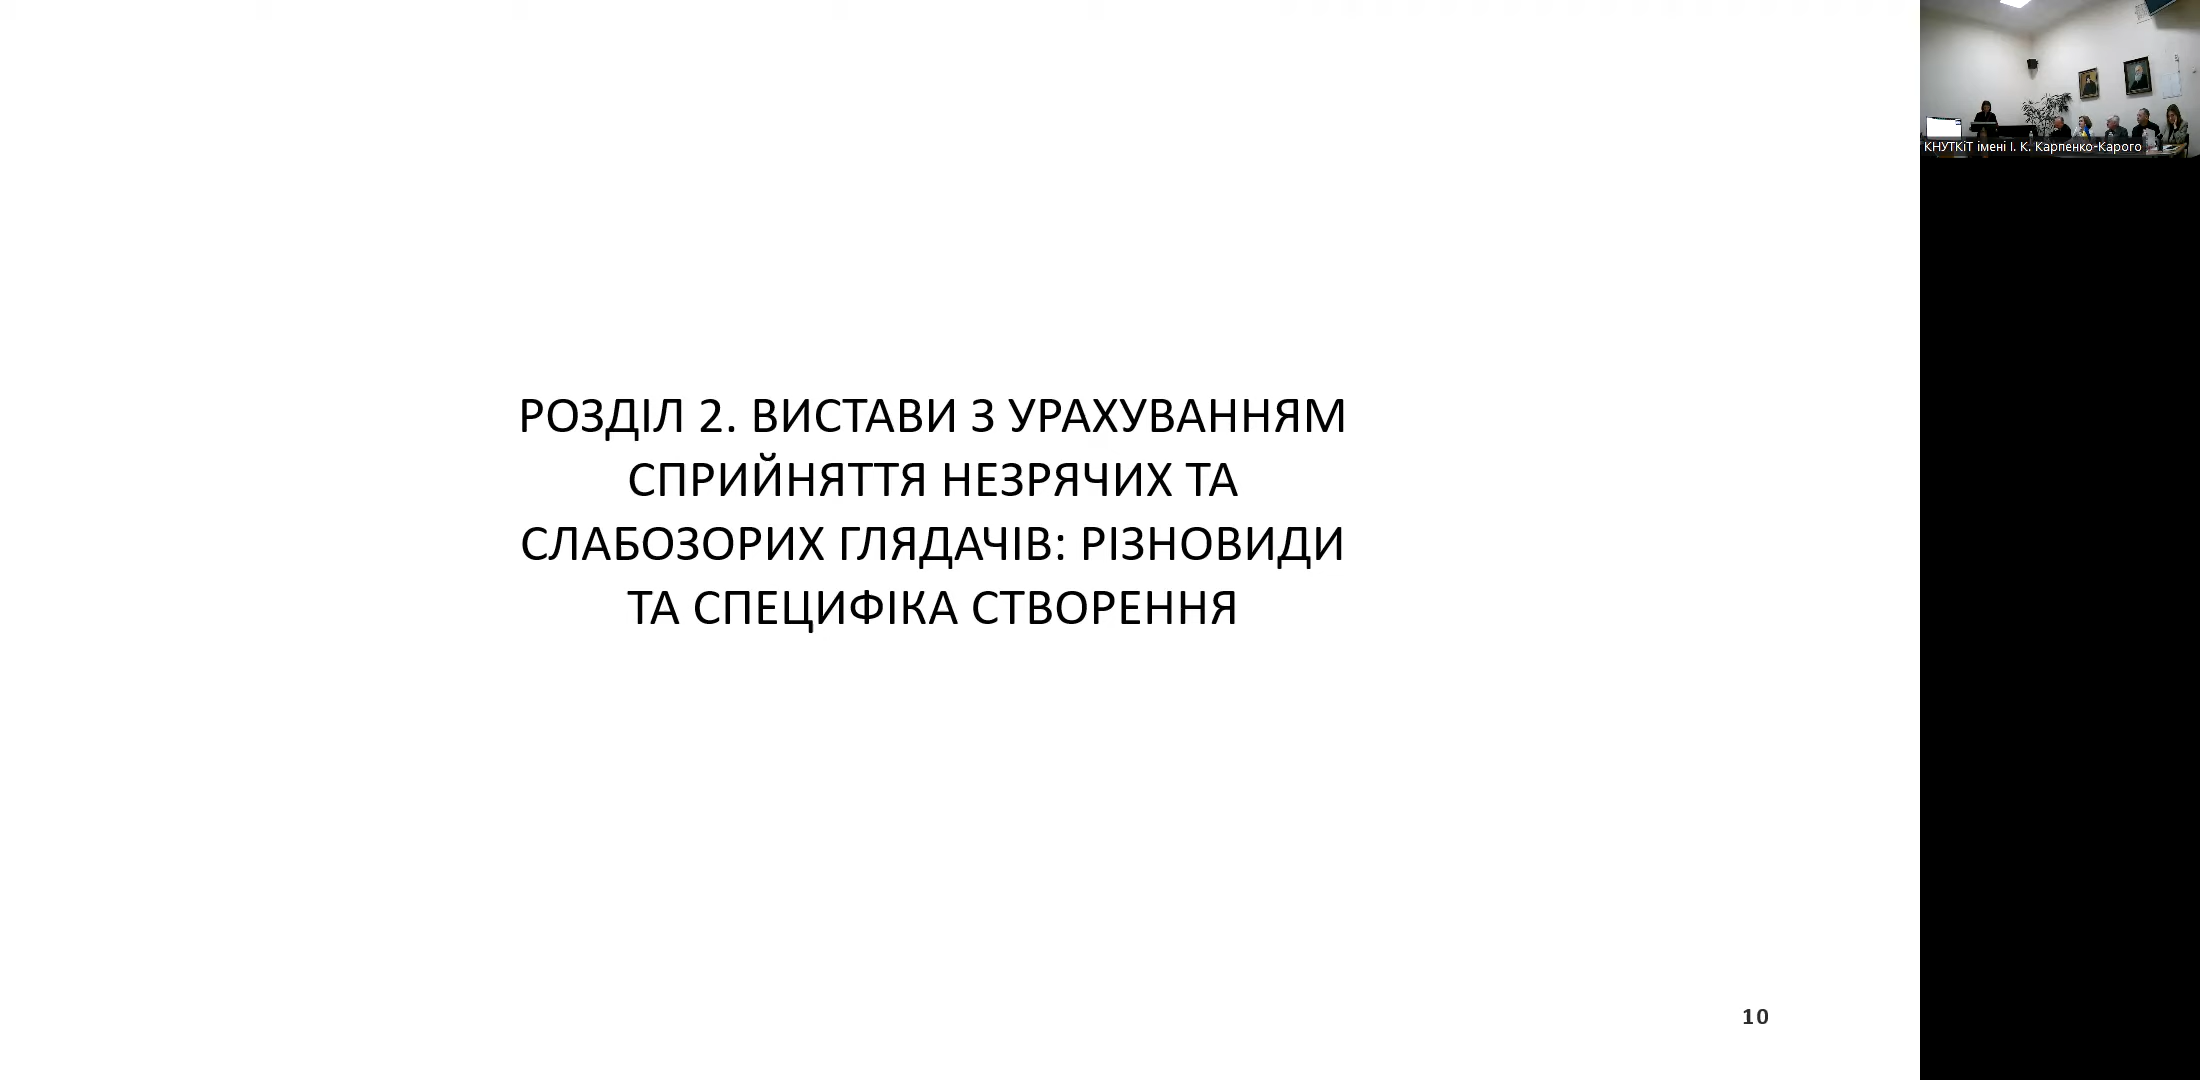 РОЗДІЛ 2. ВИСТАВИ З УРАХУВАННЯМ
СПРИЙНЯТТЯ НЕЗРЯЧИХ ТА
СЛАБОЗОРИХ ГЛЯДАЧІВ: РІЗНОВИДИ
ТА СПЕЦИФІКА СТВОРЕННЯ
10
КНУТКіТ імені І. К. Карпенко-Карого